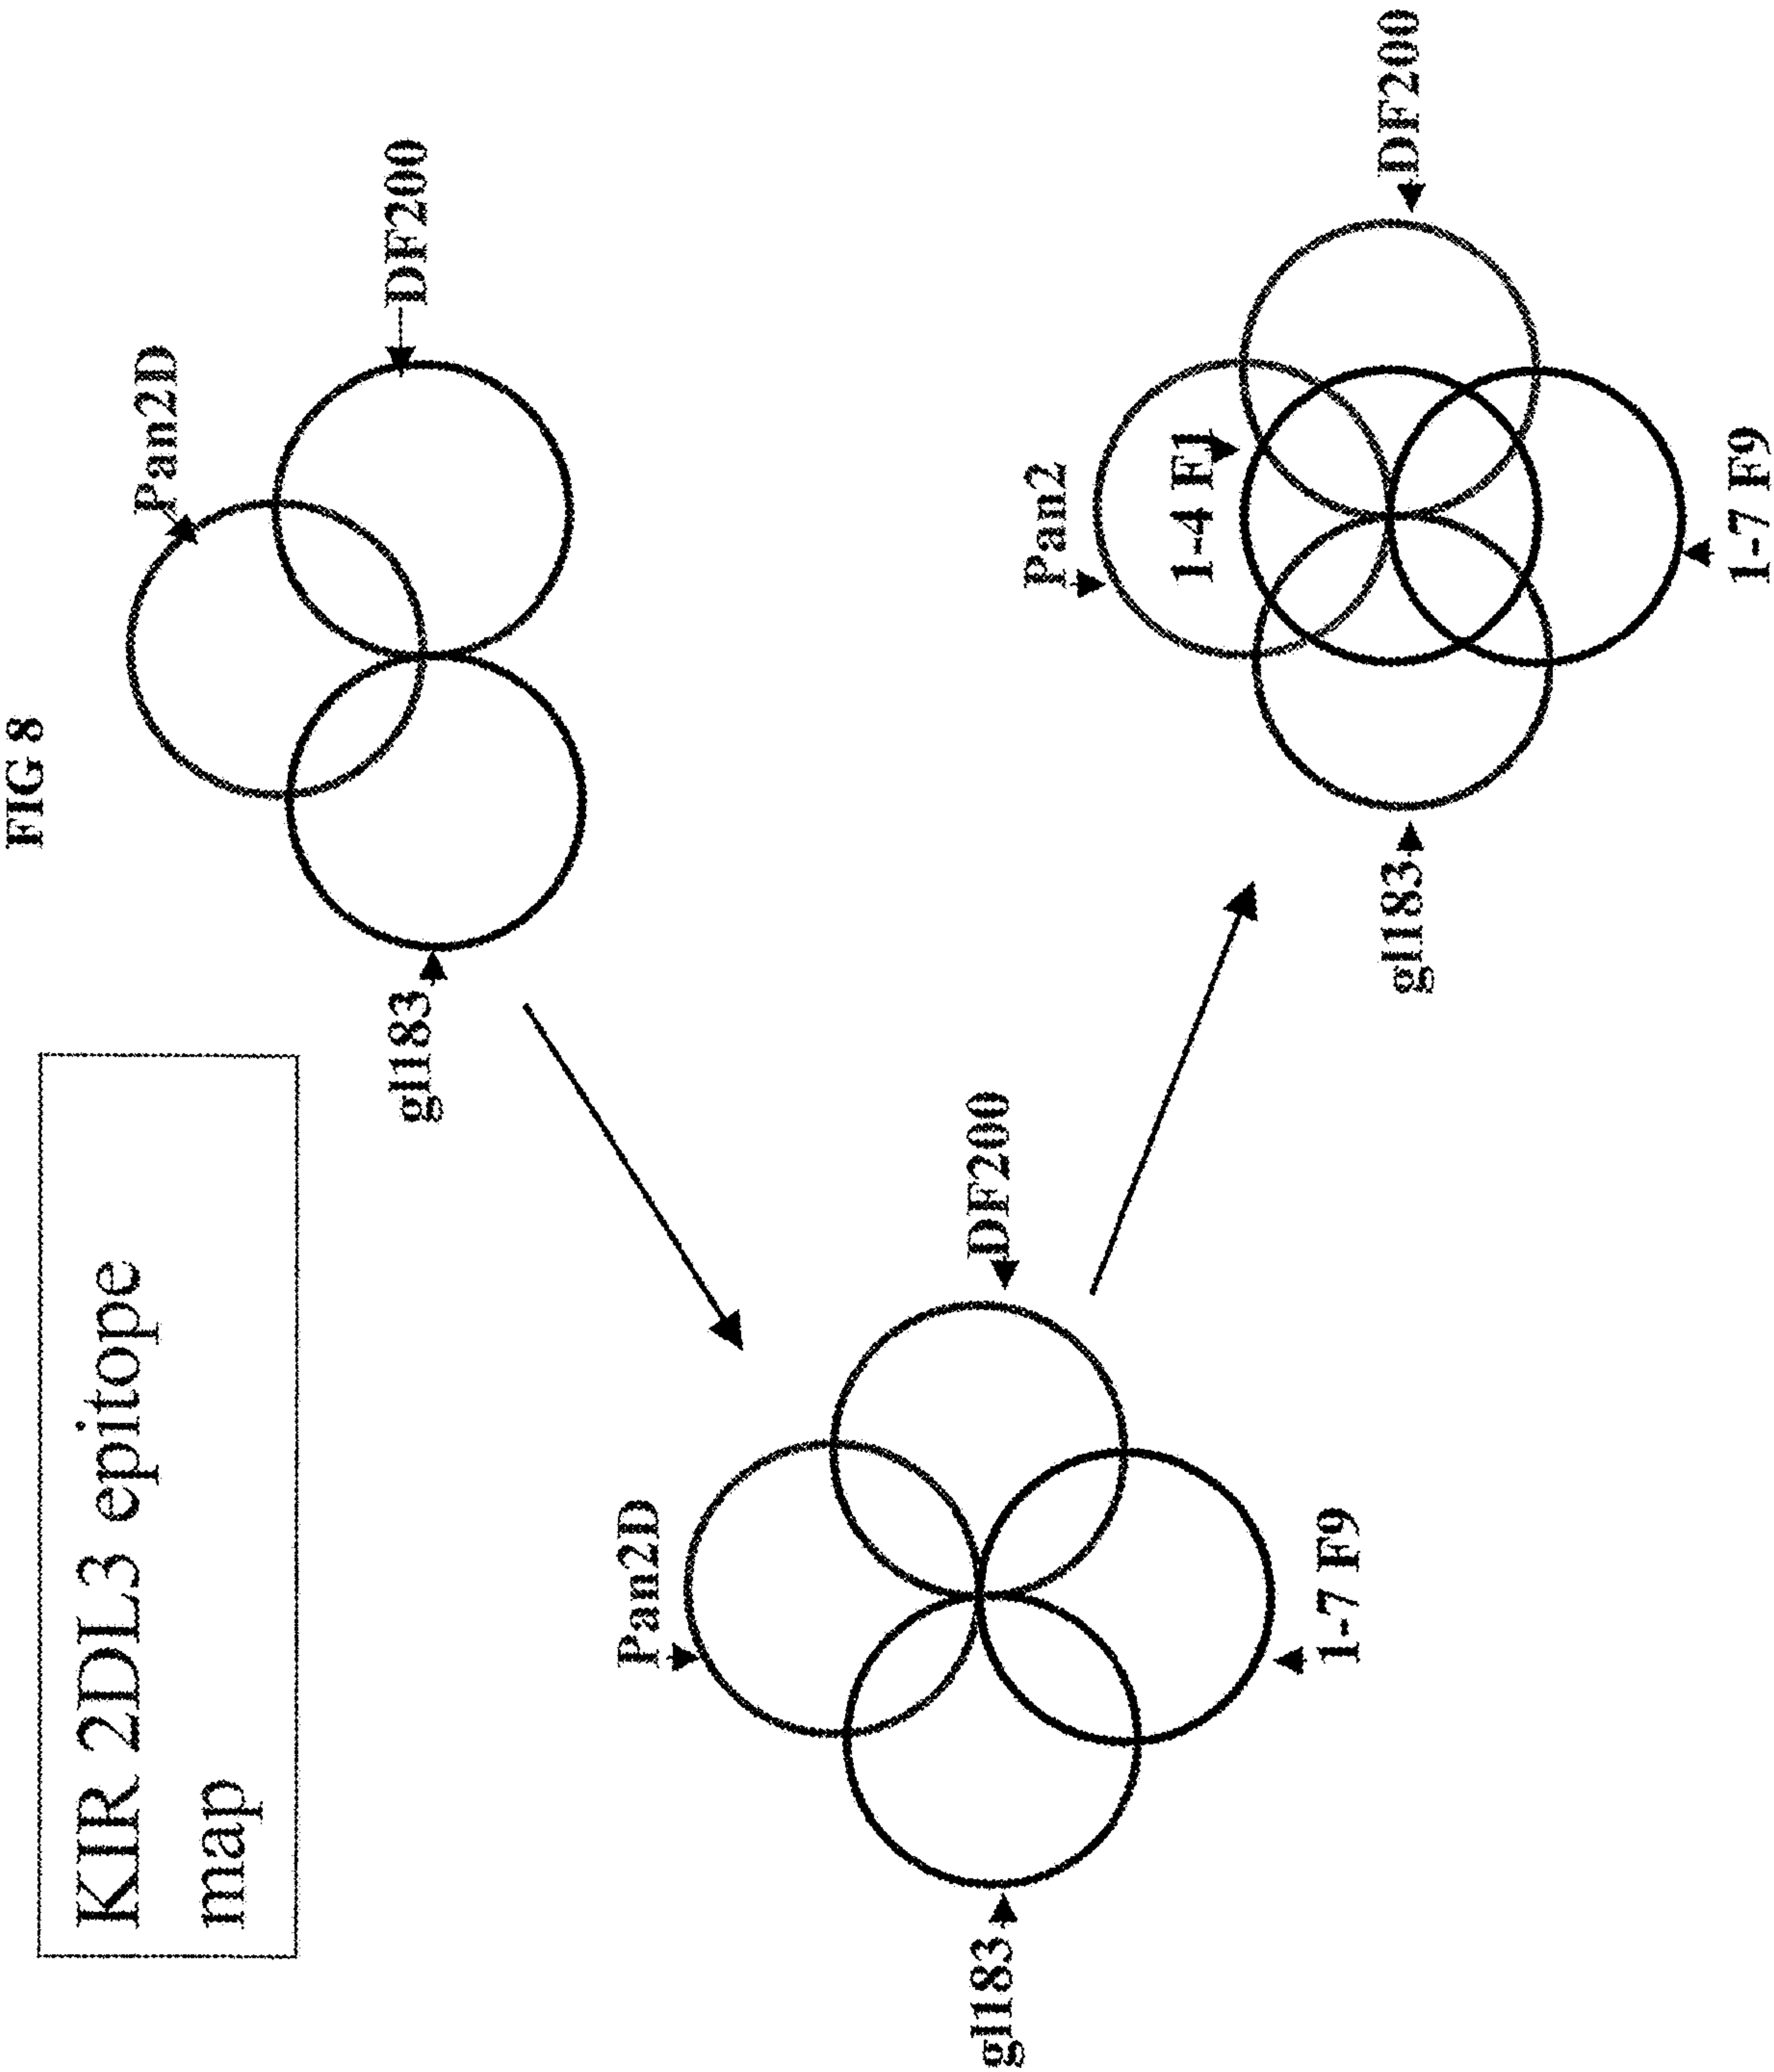 FIG 8
KIR 2DL3 epitope
map
Pan2D
gl183
DF200
Pan2D
gl183
DF200
1-7 F9
Pan2
1-4 F1
gl183
DF200
1-7 F9